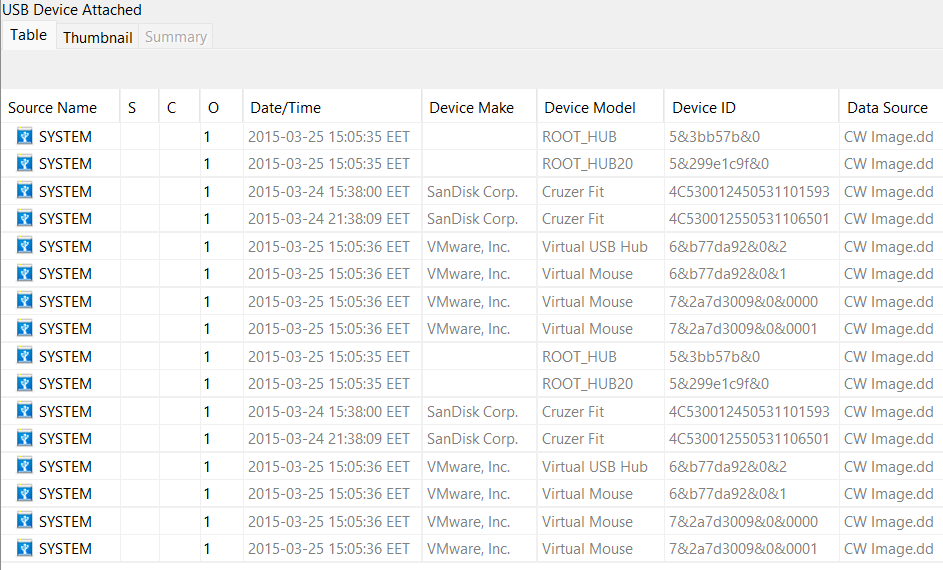 USB Device Attached
Table Thumbnail Summary
Source Name S C O Date/Time Device Make Device Model Device ID Data Source
SYSTEM 1 2015-03-25 15:05:35 EET ROOT_HUB 5&3bb57b&0 CW Image.dd
SYSTEM 1 2015-03-25 15:05:35 EET ROOT_HUB20 5&299e1c9f&0 CW Image.dd
SYSTEM 1 2015-03-24 15:38:00 EET SanDisk Corp. Cruzer Fit 4C530012450531101593 CW Image.dd
SYSTEM 1 2015-03-24 21:38:09 EET SanDisk Corp. Cruzer Fit 4C530012550531106501 CW Image.dd
SYSTEM 1 2015-03-25 15:05:36 EET VMware, Inc. Virtual USB Hub 6&b77da92&0&2 CW Image.dd
SYSTEM 1 2015-03-25 15:05:36 EET VMware, Inc. Virtual Mouse 6&b77da92&0&1 CW Image.dd
SYSTEM 1 2015-03-25 15:05:36 EET VMware, Inc. Virtual Mouse 7&2a7d3009&0&0000 CW Image.dd
SYSTEM 1 2015-03-25 15:05:36 EET VMware, Inc. Virtual Mouse 7&2a7d3009&0&0001 CW Image.dd
SYSTEM 1 2015-03-25 15:05:35 EET ROOT_HUB 5&3bb57b&0 CW Image.dd
SYSTEM 1 2015-03-25 15:05:35 EET ROOT_HUB20 5&299e1c9f&0 CW Image.dd
SYSTEM 1 2015-03-24 15:38:00 EET SanDisk Corp. Cruzer Fit 4C530012450531101593 CW Image.dd
SYSTEM 1 2015-03-24 21:38:09 EET SanDisk Corp. Cruzer Fit 4C530012550531106501 CW Image.dd
SYSTEM 1 2015-03-25 15:05:36 EET VMware, Inc. Virtual USB Hub 6&b77da92&0&2 CW Image.dd
SYSTEM 1 2015-03-25 15:05:36 EET VMware, Inc. Virtual Mouse 6&b77da92&0&1 CW Image.dd
SYSTEM 1 2015-03-25 15:05:36 EET VMware, Inc. Virtual Mouse 7&2a7d3009&0&0000 CW Image.dd
SYSTEM 1 2015-03-25 15:05:36 EET VMware, Inc. Virtual Mouse 7&2a7d3009&0&0001 CW Image.dd